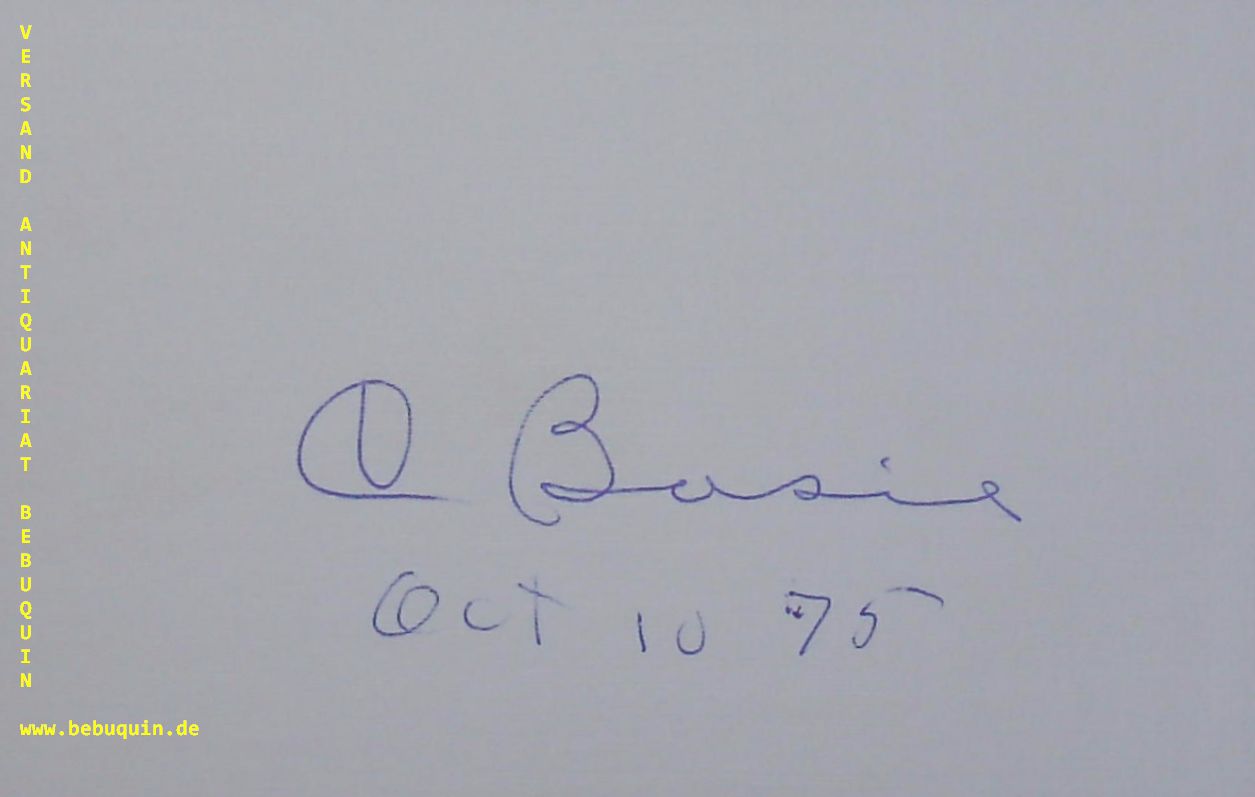 VERSAND ANTIQUARIAT BEBUQUIN
C Basie
Oct 10 75
www.bebuquin.de